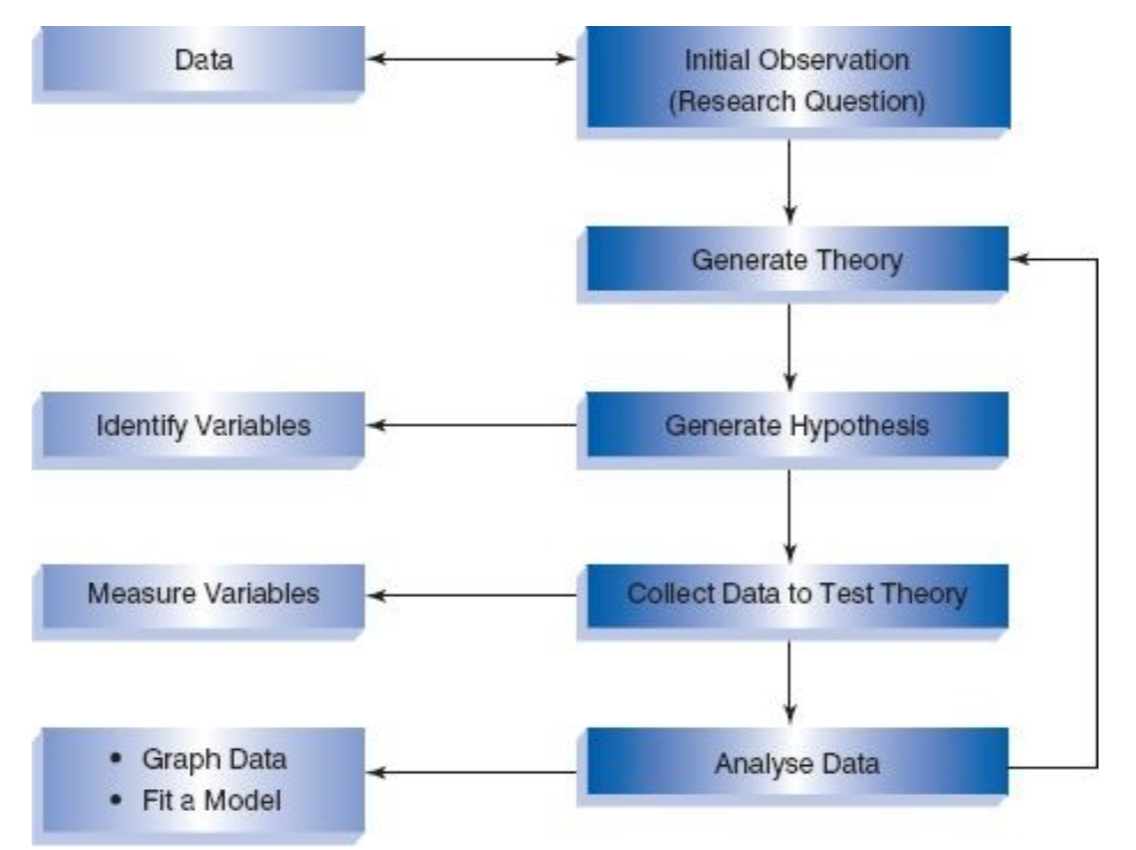 Data
Initial Observation
(Research Question)
Generate Theory
Identify Variables
Generate Hypothesis
Measure Variables
Collect Data to Test Theory
• Graph Data
• Fit a Model
Analyse Data